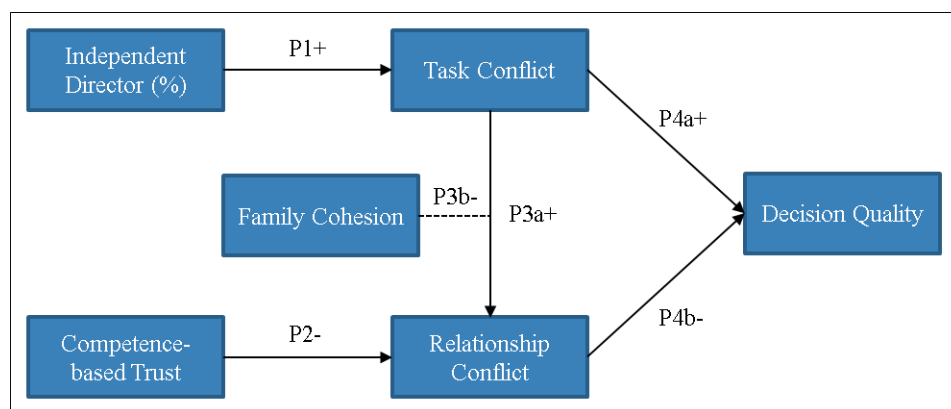 Independent
Director (%)
P1+
Task Conflict
P4a+
Family Cohesion
P3b-
P3a+
Decision Quality
Competence-
based Trust
P2-
Relationship
Conflict
P4b-